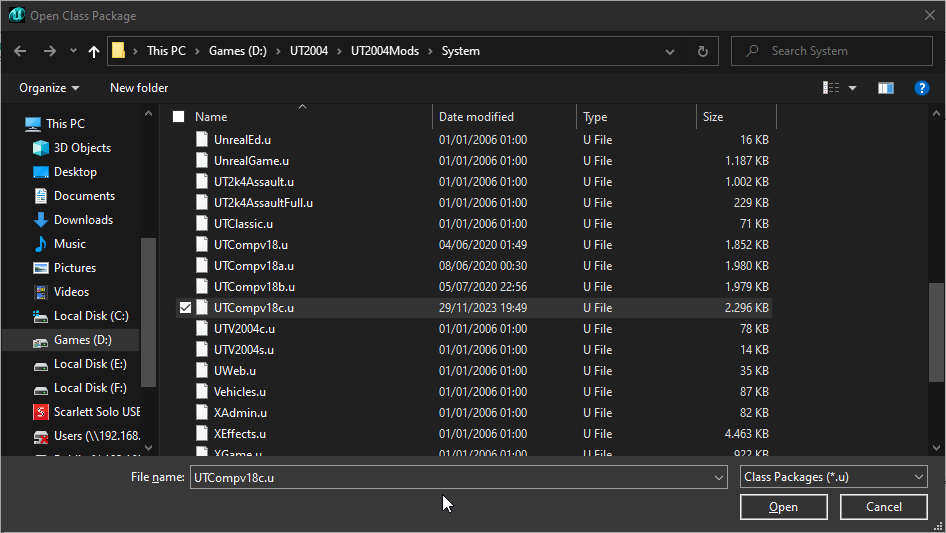 Open Class Package
This PC > Games (D:) > UT2004 > UT2004Mods > System
Search System
Organize New folder
This PC
3D Objects
Desktop
Documents
Downloads
Music
Pictures
Videos
Local Disk (C:)
Games (D:)
Local Disk (E:)
Local Disk (F:)
Scarlett Solo USB
Users (\\192.168.
Name Date modified Type Size
UnrealEd.u 01/01/2006 01:00 U File 16 KB
UnrealGame.u 01/01/2006 01:00 U File 1.187 KB
UT2k4Assault.u 01/01/2006 01:00 U File 1.002 KB
UT2k4AssaultFull.u 01/01/2006 01:00 U File 229 KB
UTClassic.u 01/01/2006 01:00 U File 71 KB
UTCompv18.u 04/06/2020 01:49 U File 1.852 KB
UTCompv18a.u 08/06/2020 00:30 U File 1.980 KB
UTCompv18b.u 05/07/2020 22:56 U File 1.979 KB
UTCompv18c.u 29/11/2023 19:49 U File 2.296 KB
UTV2004c.u 01/01/2006 01:00 U File 78 KB
UTV2004s.u 01/01/2006 01:00 U File 14 KB
UWeb.u 01/01/2006 01:00 U File 35 KB
Vehicles.u 01/01/2006 01:00 U File 87 KB
XAdmin.u 01/01/2006 01:00 U File 82 KB
XEffects.u 01/01/2006 01:00 U File 4.463 KB
XGame.u 01/01/2006 01:00 U File 922 KB
File name: UTCompv18c.u Class Packages (*.u)
Open Cancel